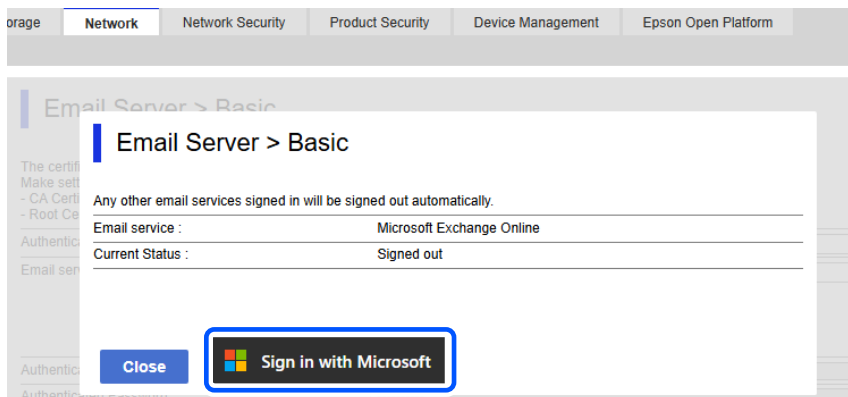 orage Network Network Security Product Security Device Management Epson Open Platform
Email Server > Basic
Email Server > Basic
The certifi
Make sett
- CA Certi
- Root Ce
Any other email services signed in will be signed out automatically.
Email service : Microsoft Exchange Online
Authentica
Current Status : Signed out
Email serv
Close Sign in with Microsoft
Authentica